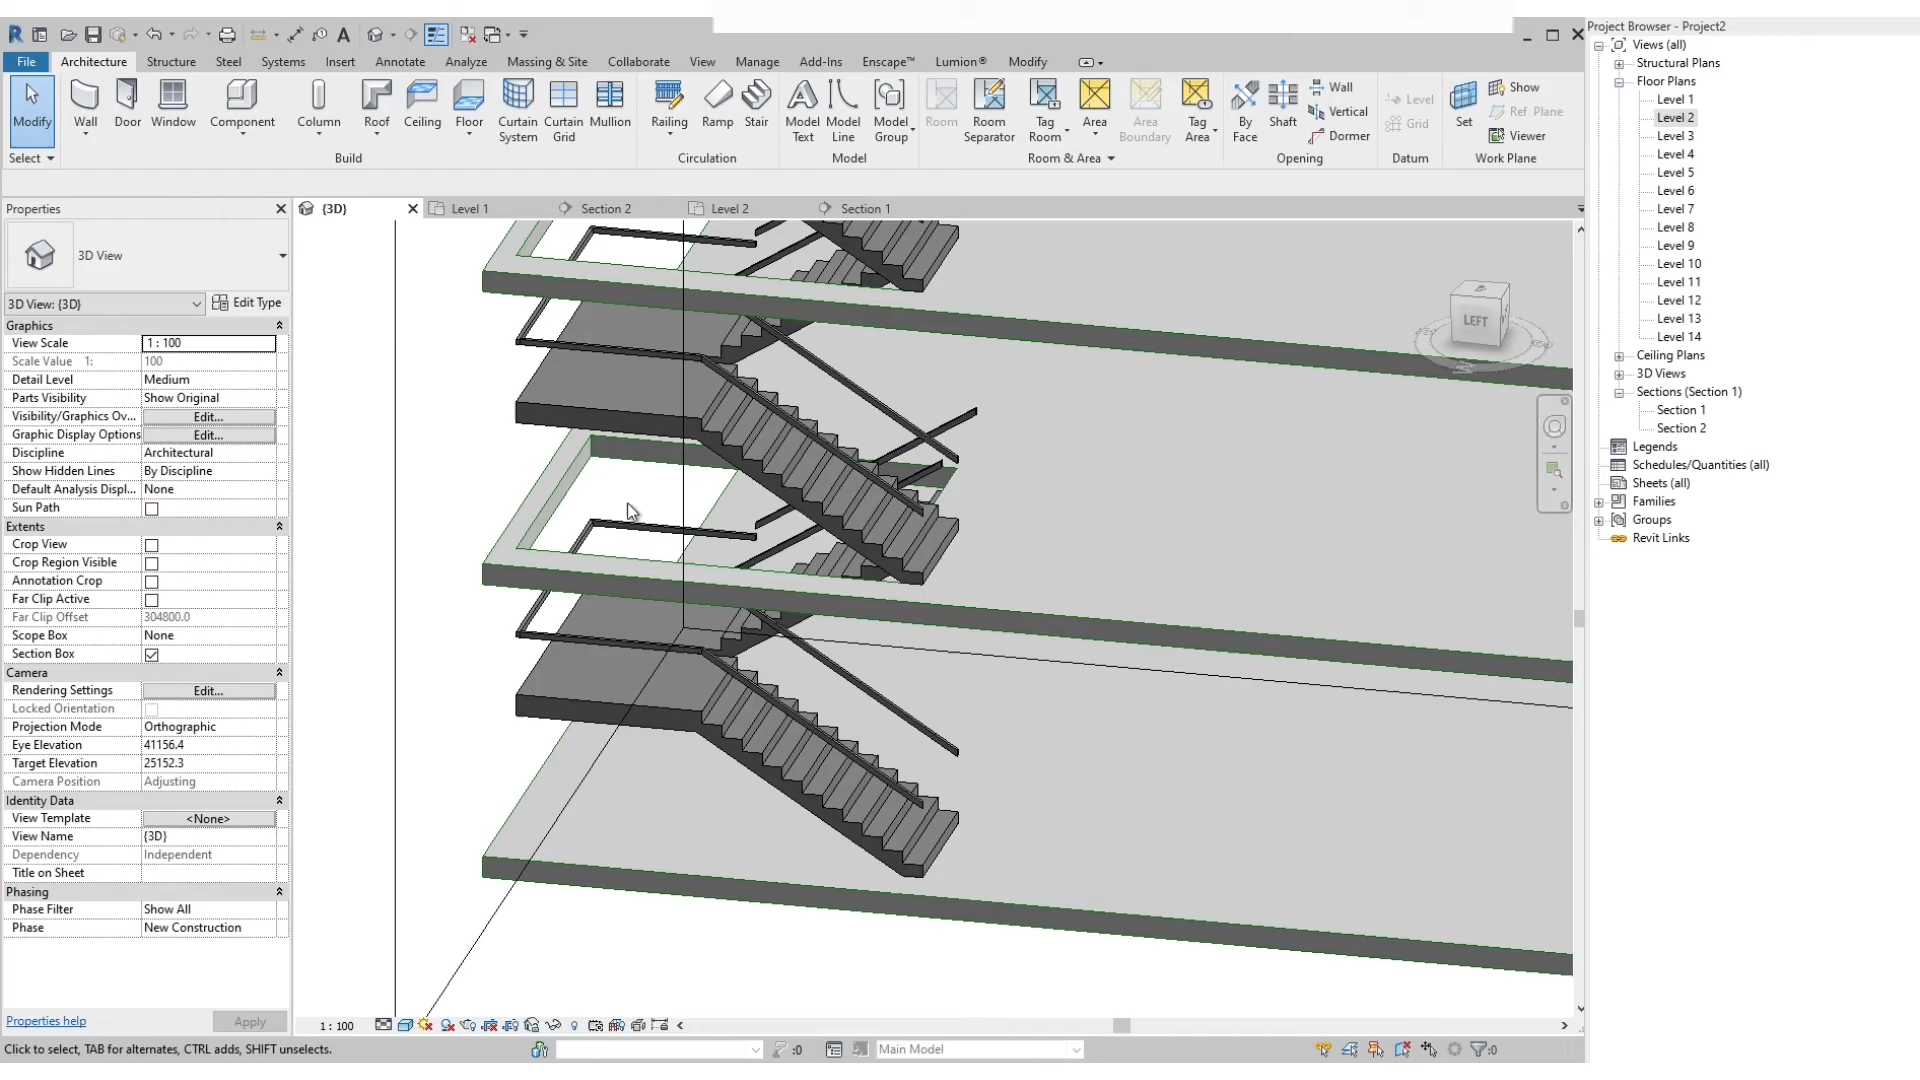 Project Browser - Project2
File Architecture Structure Steel Systems Insert Annotate Analyze Massing & Site Collaborate View Manage Add-Ins Enscape™ Lumion® Modify
Modify Wall Door Window Component Column Roof Ceiling Floor Curtain System Curtain Grid Mullion Railing Ramp Stair Model Text Model Line Model Group Room Room Separator Tag Room Area Area Boundary Tag Area By Face Shaft Wall Vertical Dormer Level Grid Set Show Ref Plane Viewer
Select Build Circulation Model Room & Area Opening Datum Work Plane
Properties
{3D} Level 1 Section 2 Level 2 Section 1
3D View
3D View: {3D} Edit Type
Graphics
View Scale 1 : 100
Scale Value 1: 100
Detail Level Medium
Parts Visibility Show Original
Visibility/Graphics Ov... Edit...
Graphic Display Options Edit...
Discipline Architectural
Show Hidden Lines By Discipline
Default Analysis Displ... None
Sun Path
Extents
Crop View
Crop Region Visible
Annotation Crop
Far Clip Active
Far Clip Offset 304800.0
Scope Box None
Section Box
Camera
Rendering Settings Edit...
Locked Orientation
Projection Mode Orthographic
Eye Elevation 41156.4
Target Elevation 25152.3
Camera Position Adjusting
Identity Data
View Template <None>
View Name {3D}
Dependency Independent
Title on Sheet
Phasing
Phase Filter Show All
Phase New Construction
Properties help Apply
LEFT
1 : 100
Click to select, TAB for alternates, CTRL adds, SHIFT unselects.
:0
Main Model
:0
Views (all)
Structural Plans
Floor Plans
Level 1
Level 2
Level 3
Level 4
Level 5
Level 6
Level 7
Level 8
Level 9
Level 10
Level 11
Level 12
Level 13
Level 14
Ceiling Plans
3D Views
Sections (Section 1)
Section 1
Section 2
Legends
Schedules/Quantities (all)
Sheets (all)
Families
Groups
Revit Links